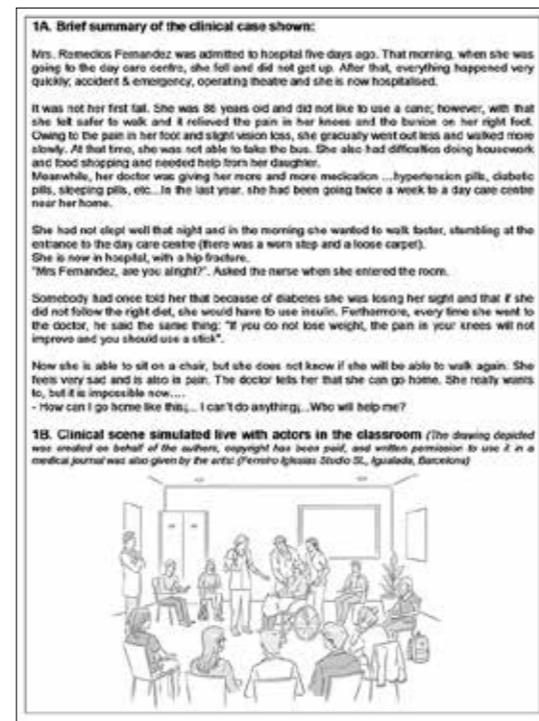 1A. Brief summary of the clinical case shown:
Mrs. Remedios Fernandez was admitted to hospital five days ago. That morning, when she was
going to the day care centre, she fell and did not get up. After that, everything happened very
quickly; accident & emergency, operating theatre and she is now hospitalised.
It was not her first fall. She was 86 years old and did not like to use a cane; however, with that
she felt safer to walk and it relieved the pain in her knees and the bunion on her right foot.
Owing to the pain in her foot and slight vision loss, she gradually went out less and walked more
slowly. At that time, she was not able to take the bus. She also had difficulties doing housework
and food shopping and needed help from her daughter.
Meanwhile, her doctor was giving her more and more medication ...hypertension pills, diabetic
pills, sleeping pills, etc...In the last year, she had been going twice a week to a day care centre
near her home.
She had not slept well that night and in the morning she wanted to walk faster, stumbling at the
entrance to the day care centre (there was a worn step and a loose carpet).
She is now in hospital, with a hip fracture.
"Mrs Fernandez, are you alright?". Asked the nurse when she entered the room.
Somebody had once told her that because of diabetes she was losing her sight and that if she
did not follow the right diet, she would have to use insulin. Furthermore, every time she went to
the doctor, he said the same thing: "If you do not lose weight, the pain in your knees will not
improve and you should use a stick".
Now she is able to sit on a chair, but she does not know if she will be able to walk again. She
feels very sad and is also in pain. The doctor tells her that she can go home. She really wants
to, but it is impossible now....
- How can I go home like this;... I can't do anything;...Who will help me?
1B. Clinical scene simulated live with actors in the classroom (The drawing depicted
was created on behalf of the authors, copyright has been paid, and written permission to use it in a
medical journal was also given by the artist (Ferreiro Iglesias Studio SL, Igualada, Barcelona)